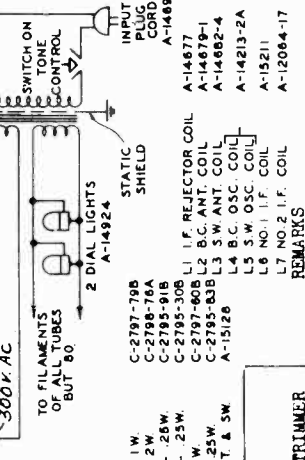 INPUT
PLUG
CORD
A-1469
SWITCH ON
TONE
CONTROL
STATIC
SHIELD
2 DIAL LIGHTS
A-14924
300 V. AC
TO FILAMENTS
OF ALL TUBES
BUT 80
1 W. C-2797-79B
2 W. C-2798-76A
.25 W. C-2795-91B
.25 W. C-2795-30B
W. C-2797-60B
.25 W. C-2795-83B
T. & SW. A-15128
L1 I.F. REJECTOR COIL A-14677
L2 B.C. ANT. COIL A-14679-1
L3 S.W. ANT. COIL A-14682-4
L4 B.C. OSC. COIL
L5 S.W. OSC. COIL A-14213-2A
L6 NO. 1 I.F. COIL A-15211
L7 NO. 2 I.F. COIL A-12084-17
REMARKS
TRIMMER